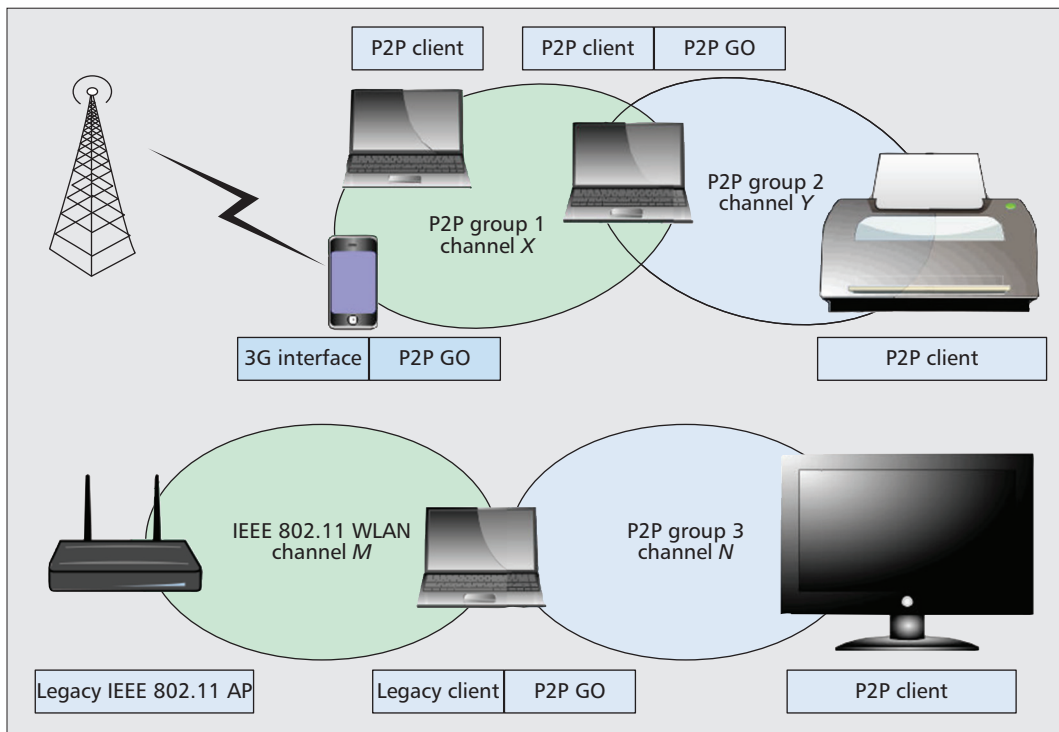 P2P client
P2P client
P2P GO
P2P group 1
channel X
P2P group 2
channel Y
3G interface
P2P GO
P2P client
IEEE 802.11 WLAN
channel M
P2P group 3
channel N
Legacy IEEE 802.11 AP
Legacy client
P2P GO
P2P client